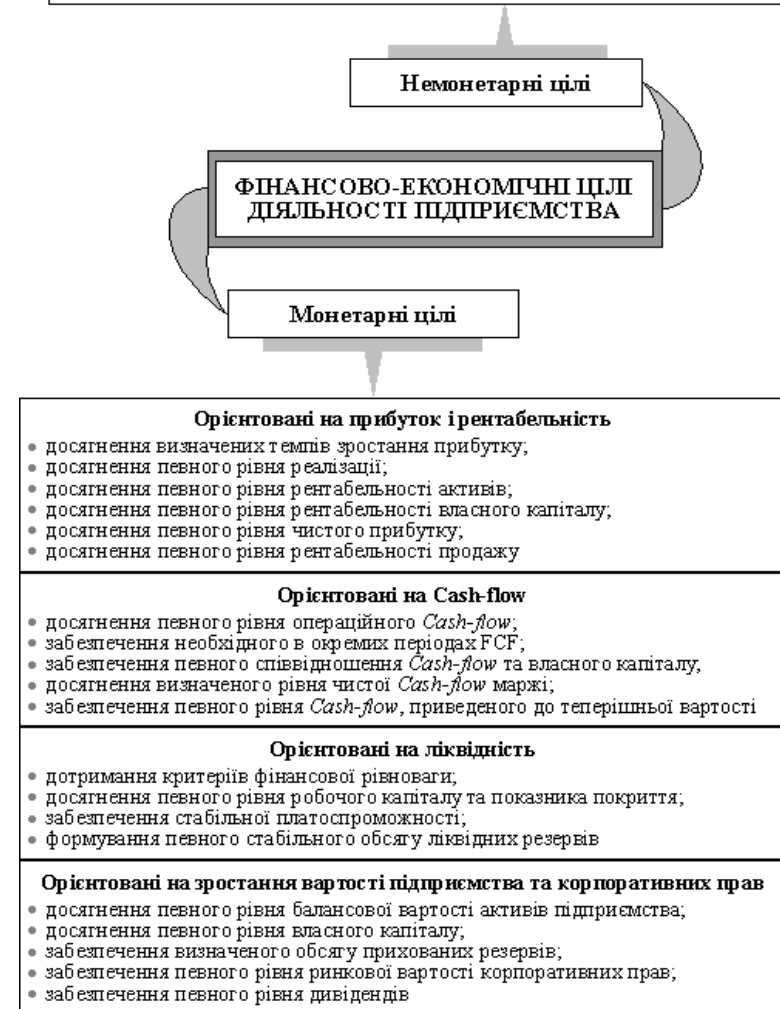 Немонетарні цілі
ФІНАНСОВО-ЕКОНОМІЧНІ ЦІЛІ
ДІЯЛЬНОСТІ ПІДПРИЄМСТВА
Монетарні цілі
Орієнтовані на прибуток і рентабельність
• досягнення визначених темпів зростання прибутку;
• досягнення певного рівня реалізації;
• досягнення певного рівня рентабельності активів;
• досягнення певного рівня рентабельності власного капіталу;
• досягнення певного рівня чистого прибутку;
• досягнення певного рівня рентабельності продажу
Орієнтовані на Cash-flow
• досягнення певного рівня операційного Cash-flow;
• забезпечення необхідного в окремих періодах FCF;
• забезпечення певного співвідношення Cash-flow та власного капіталу,
• досягнення визначеного рівня чистої Cash-flow маржі;
• забезпечення певного рівня Cash-flow, приведеного до теперішньої вартості
Орієнтовані на ліквідність
• дотримання критеріїв фінансової рівноваги;
• досягнення певного рівня робочого капіталу та показника покриття;
• забезпечення стабільної платоспроможності;
• формування певного стабільного обсягу ліквідних резервів
Орієнтовані на зростання вартості підприємства та корпоративних прав
• досягнення певного рівня балансової вартості активів підприємства;
• досягнення певного рівня власного капіталу;
• забезпечення визначеного обсягу прихованих резервів;
• забезпечення певного рівня ринкової вартості корпоративних прав;
• забезпечення певного рівня дивідендів